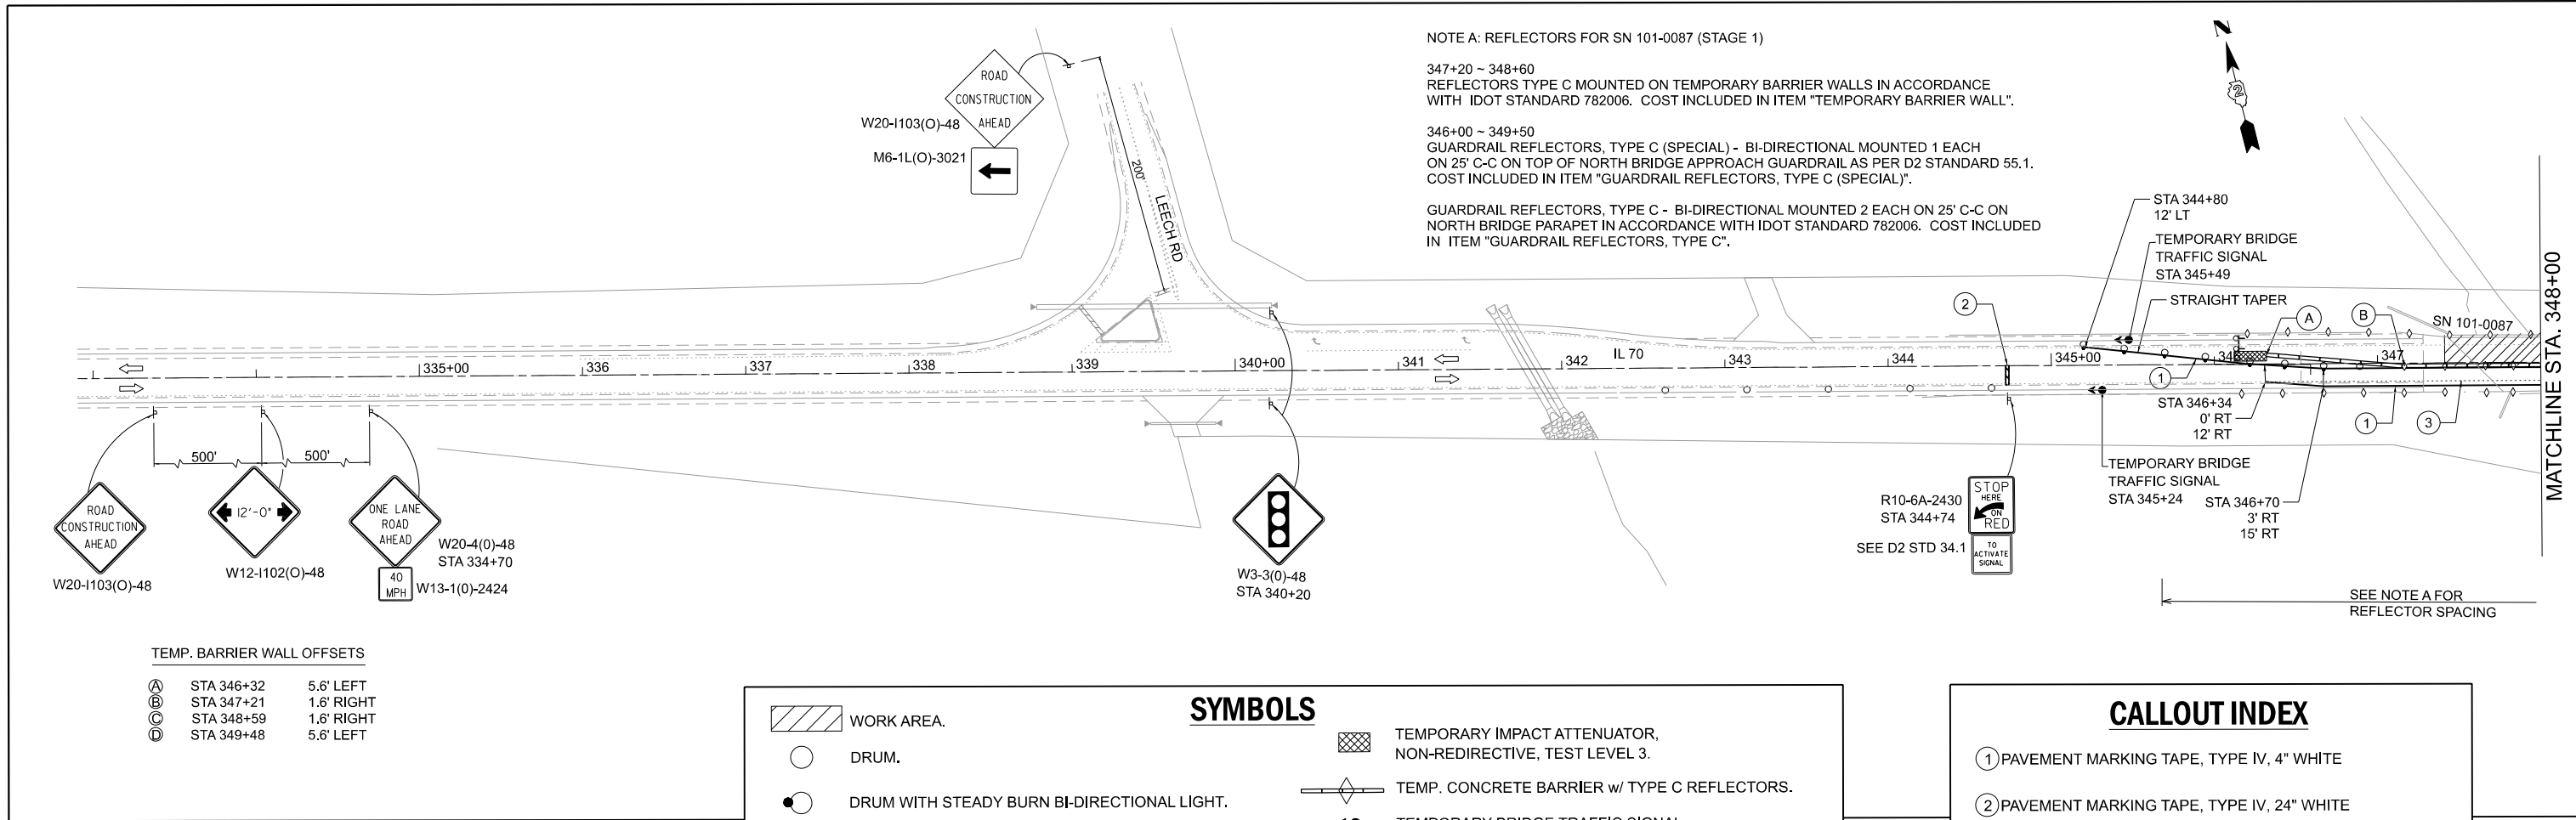 NOTE A: REFLECTORS FOR SN 101-0087 (STAGE 1)
347+20 ~ 348+60
REFLECTORS TYPE C MOUNTED ON TEMPORARY BARRIER WALLS IN ACCORDANCE
WITH IDOT STANDARD 782006. COST INCLUDED IN ITEM "TEMPORARY BARRIER WALL".
346+00 ~ 349+50
GUARDRAIL REFLECTORS, TYPE C (SPECIAL) - BI-DIRECTIONAL MOUNTED 1 EACH
ON 25' C-C ON TOP OF NORTH BRIDGE APPROACH GUARDRAIL AS PER D2 STANDARD 55.1.
COST INCLUDED IN ITEM "GUARDRAIL REFLECTORS, TYPE C (SPECIAL)".
GUARDRAIL REFLECTORS, TYPE C - BI-DIRECTIONAL MOUNTED 2 EACH ON 25' C-C ON
NORTH BRIDGE PARAPET IN ACCORDANCE WITH IDOT STANDARD 782006. COST INCLUDED
IN ITEM "GUARDRAIL REFLECTORS, TYPE C".
N
2
ROAD
CONSTRUCTION
AHEAD
W20-I103(O)-48
M6-1L(O)-3021
200'
LEECH RD
STA 344+80
12' LT
TEMPORARY BRIDGE
TRAFFIC SIGNAL
STA 345+49
STRAIGHT TAPER
2
A
B
SN 101-0087
MATCHLINE STA. 348+00
335+00
336
337
338
339
340+00
341
342
IL 70
343
344
345+00
347
1
STA 346+34
0' RT
12' RT
1
3
TEMPORARY BRIDGE
TRAFFIC SIGNAL
STA 345+24
STA 346+70
3' RT
15' RT
500'
500'
ROAD
CONSTRUCTION
AHEAD
W20-I103(O)-48
12'-0"
W12-I102(O)-48
ONE LANE
ROAD
AHEAD
W20-4(0)-48
STA 334+70
40
MPH
W13-1(0)-2424
W3-3(0)-48
STA 340+20
R10-6A-2430
STA 344+74
SEE D2 STD 34.1
STOP
HERE
ON
RED
TO
ACTIVATE
SIGNAL
SEE NOTE A FOR
REFLECTOR SPACING
TEMP. BARRIER WALL OFFSETS
A STA 346+32 5.6' LEFT
B STA 347+21 1.6' RIGHT
C STA 348+59 1.6' RIGHT
D STA 349+48 5.6' LEFT
SYMBOLS
WORK AREA.
DRUM.
DRUM WITH STEADY BURN BI-DIRECTIONAL LIGHT.
TEMPORARY IMPACT ATTENUATOR,
NON-REDIRECTIVE, TEST LEVEL 3.
TEMP. CONCRETE BARRIER w/ TYPE C REFLECTORS.
TEMPORARY BRIDGE TRAFFIC SIGNAL
CALLOUT INDEX
1 PAVEMENT MARKING TAPE, TYPE IV, 4" WHITE
2 PAVEMENT MARKING TAPE, TYPE IV, 24" WHITE